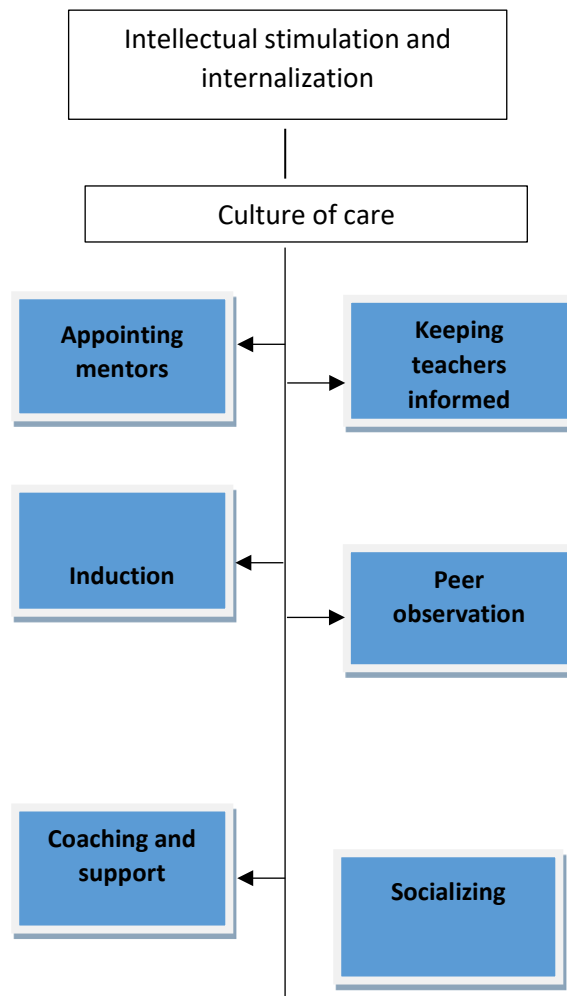 Intellectual stimulation and
internalization
Culture of care
Appointing
mentors
Keeping
teachers
informed
Induction
Peer
observation
Coaching and
support
Socializing